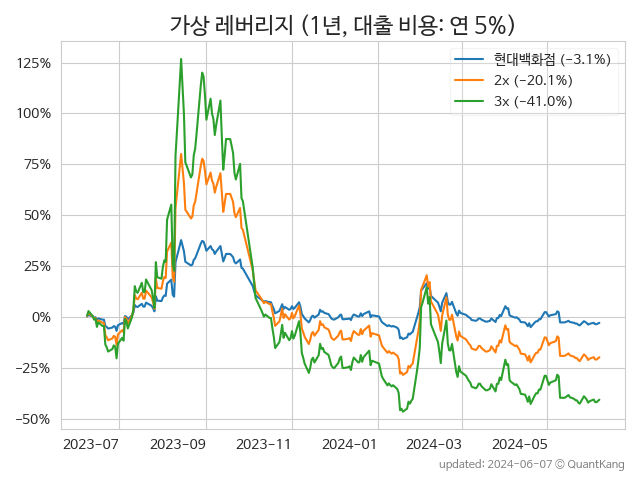 가상 레버리지 (1년, 대출 비용: 연 5%)
현대백화점 (−3.1%)
2x (−20.1%)
3x (−41.0%)
125%
100%
75%
50%
25%
0%
−25%
−50%
2023-07 2023-09 2023-11 2024-01 2024-03 2024-05
updated: 2024-06-07 © QuantKang